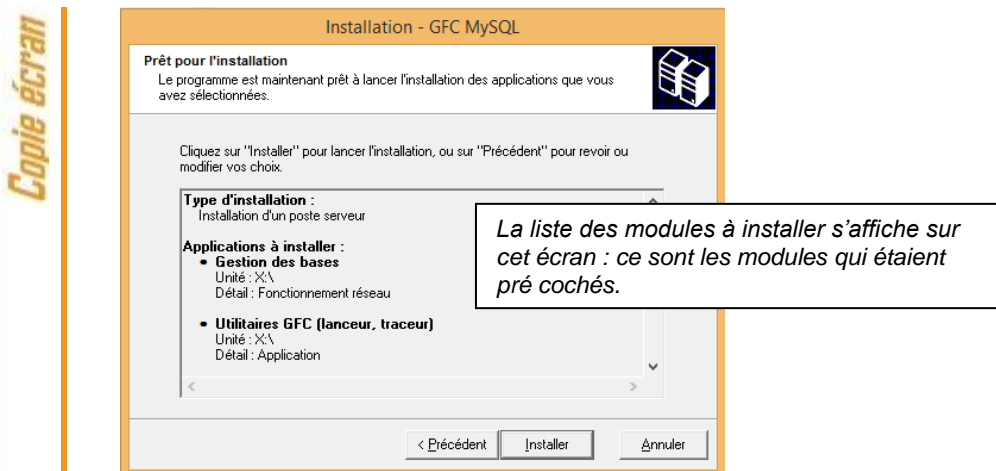 Copie écran
Installation - GFC MySQL
Prêt pour l'installation
Le programme est maintenant prêt à lancer l'installation des applications que vous
avez sélectionnées.
Cliquez sur "Installer" pour lancer l'installation, ou sur "Précédent" pour revoir ou
modifier vos choix.
Type d'installation :
Installation d'un poste serveur
Applications à installer :
• Gestion des bases
Unité : X:\
Détail : Fonctionnement réseau
• Utilitaires GFC (lanceur, traceur)
Unité : X:\
Détail : Application
La liste des modules à installer s’affiche sur
cet écran : ce sont les modules qui étaient
pré cochés.
< Précédent
Installer
Annuler